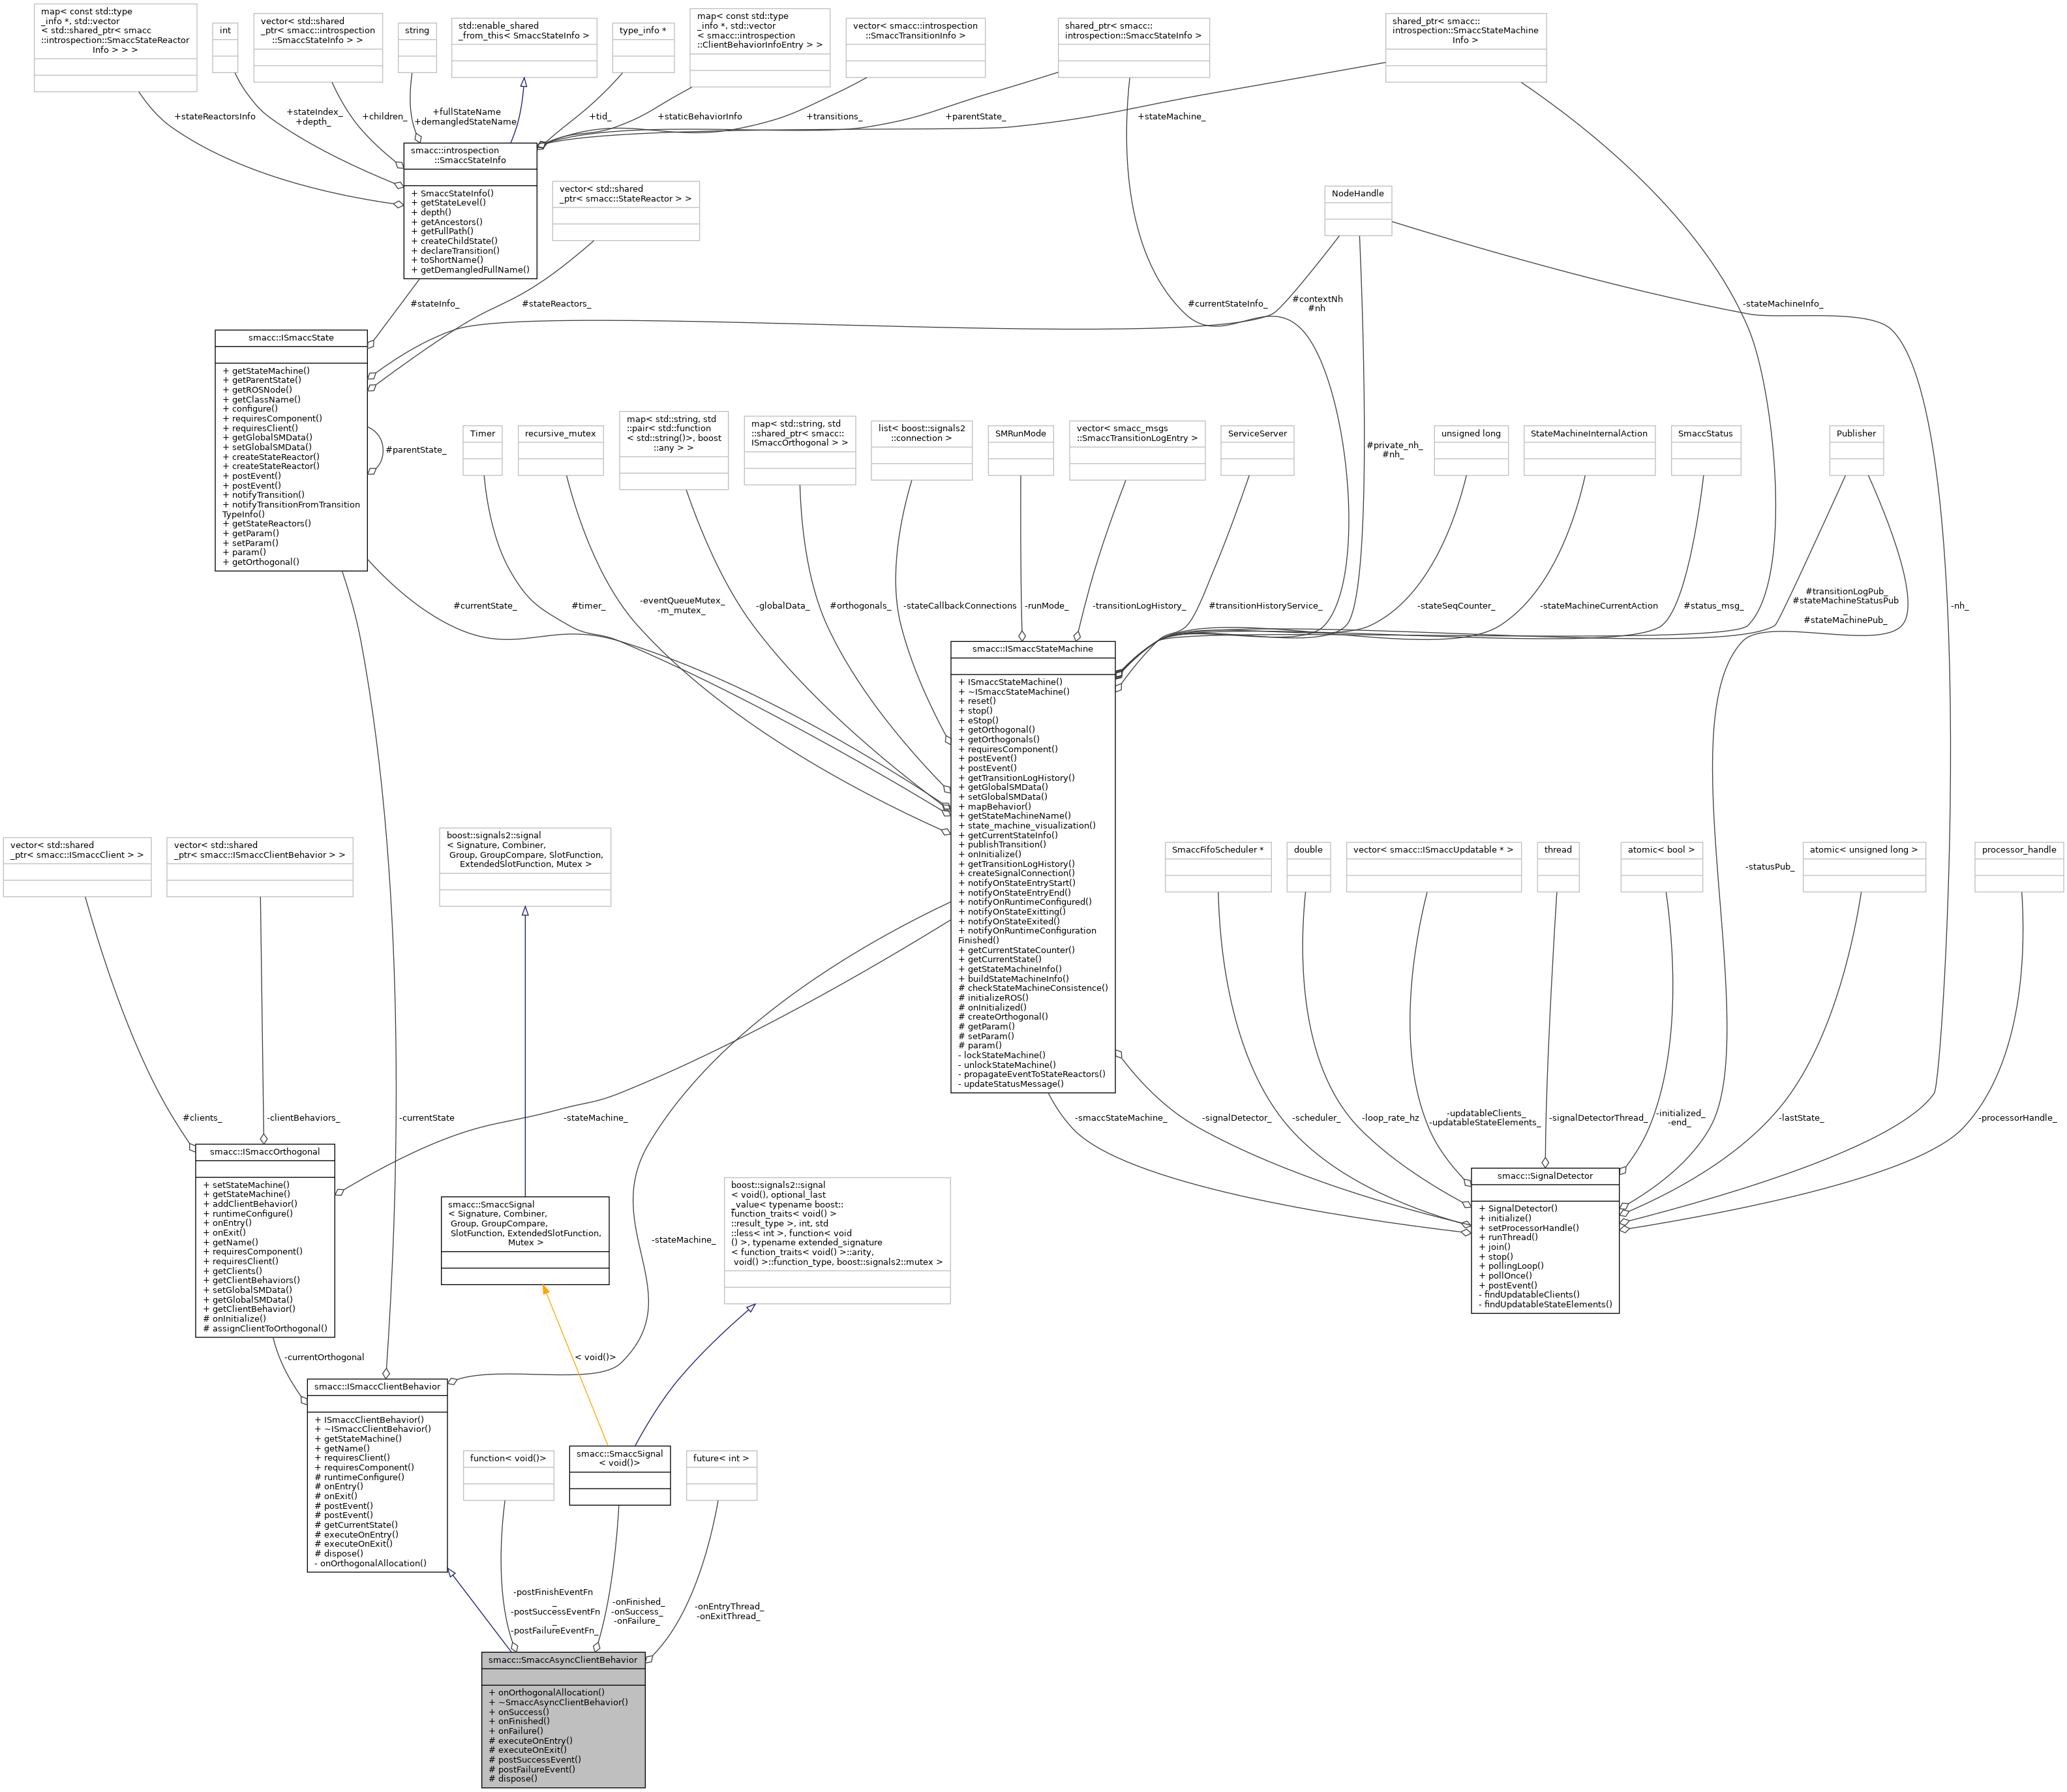 map< const std::type
_info *, std::vector
< std::shared_ptr< smacc
::introspection::SmaccStateReactor
Info > > >
int
vector< std::shared
_ptr< smacc::introspection
::SmaccStateInfo > >
string
std::enable_shared
_from_this< SmaccStateInfo >
type_info *
map< const std::type
_info *, std::vector
< smacc::introspection
::ClientBehaviorInfoEntry > >
vector< smacc::introspection
::SmaccTransitionInfo >
shared_ptr< smacc::
introspection::SmaccStateInfo >
shared_ptr< smacc::
introspection::SmaccStateMachine
Info >
+stateReactorsInfo
+stateIndex_
+depth_
+children_
+fullStateName
+demangledStateName
+tid_
+staticBehaviorInfo
+transitions_
+parentState_
+stateMachine_
smacc::introspection
::SmaccStateInfo
+ SmaccStateInfo()
+ getStateLevel()
+ depth()
+ getAncestors()
+ getFullPath()
+ createChildState()
+ declareTransition()
+ toShortName()
+ getDemangledFullName()
vector< std::shared
_ptr< smacc::StateReactor > >
NodeHandle
#stateInfo_
#stateReactors_
#currentStateInfo_
#contextNh
#nh
-stateMachineInfo_
smacc::ISmaccState
+ getStateMachine()
+ getParentState()
+ getROSNode()
+ getClassName()
+ configure()
+ requiresComponent()
+ requiresClient()
+ getGlobalSMData()
+ setGlobalSMData()
+ createStateReactor()
+ createStateReactor()
+ postEvent()
+ postEvent()
+ notifyTransition()
+ notifyTransitionFromTransition
TypeInfo()
+ getStateReactors()
+ getParam()
+ setParam()
+ param()
+ getOrthogonal()
#parentState_
Timer
recursive_mutex
map< std::string, std
::pair< std::function
< std::string()>, boost
::any > >
map< std::string, std
::shared_ptr< smacc::
ISmaccOrthogonal > >
list< boost::signals2
::connection >
SMRunMode
vector< smacc_msgs
::SmaccTransitionLogEntry >
ServiceServer
#private_nh_
#nh_
unsigned long
StateMachineInternalAction
SmaccStatus
Publisher
#currentState_
#timer_
-eventQueueMutex_
-m_mutex_
-globalData_
#orthogonals_
-stateCallbackConnections
-runMode_
-transitionLogHistory_
#transitionHistoryService_
-stateSeqCounter_
-stateMachineCurrentAction
#status_msg_
#transitionLogPub_
#stateMachineStatusPub
_
#stateMachinePub_
-nh_
smacc::ISmaccStateMachine
+ ISmaccStateMachine()
+ ~ISmaccStateMachine()
+ reset()
+ stop()
+ eStop()
+ getOrthogonal()
+ getOrthogonals()
+ requiresComponent()
+ postEvent()
+ postEvent()
+ getTransitionLogHistory()
+ getGlobalSMData()
+ setGlobalSMData()
+ mapBehavior()
+ getStateMachineName()
+ state_machine_visualization()
+ getCurrentStateInfo()
+ publishTransition()
+ onInitialize()
+ getTransitionLogHistory()
+ createSignalConnection()
+ notifyOnStateEntryStart()
+ notifyOnStateEntryEnd()
+ notifyOnRuntimeConfigured()
+ notifyOnStateExitting()
+ notifyOnStateExited()
+ notifyOnRuntimeConfiguration
Finished()
+ getCurrentStateCounter()
+ getCurrentState()
+ getStateMachineInfo()
+ buildStateMachineInfo()
# checkStateMachineConsistence()
# initializeROS()
# onInitialized()
# createOrthogonal()
# getParam()
# setParam()
# param()
- lockStateMachine()
- unlockStateMachine()
- propagateEventToStateReactors()
- updateStatusMessage()
vector< std::shared
_ptr< smacc::ISmaccClient > >
vector< std::shared
_ptr< smacc::ISmaccClientBehavior > >
boost::signals2::signal
< Signature, Combiner,
Group, GroupCompare, SlotFunction,
ExtendedSlotFunction, Mutex >
SmaccFifoScheduler *
double
vector< smacc::ISmaccUpdatable * >
thread
atomic< bool >
-statusPub_
atomic< unsigned long >
processor_handle
#clients_
-clientBehaviors_
-currentState
-stateMachine_
-smaccStateMachine_
-signalDetector_
-scheduler_
-loop_rate_hz
-updatableClients_
-updatableStateElements_
-signalDetectorThread_
-initialized_
-end_
-lastState_
-processorHandle_
smacc::ISmaccOrthogonal
+ setStateMachine()
+ getStateMachine()
+ addClientBehavior()
+ runtimeConfigure()
+ onEntry()
+ onExit()
+ getName()
+ requiresComponent()
+ requiresClient()
+ getClients()
+ getClientBehaviors()
+ setGlobalSMData()
+ getGlobalSMData()
+ getClientBehavior()
# onInitialize()
# assignClientToOrthogonal()
smacc::SmaccSignal
< Signature, Combiner,
Group, GroupCompare,
SlotFunction, ExtendedSlotFunction,
Mutex >
-stateMachine_
boost::signals2::signal
< void(), optional_last
_value< typename boost::
function_traits< void() >
::result_type >, int, std
::less< int >, function< void
() >, typename extended_signature
< function_traits< void() >::arity,
void() >::function_type, boost::signals2::mutex >
smacc::SignalDetector
+ SignalDetector()
+ initialize()
+ setProcessorHandle()
+ runThread()
+ join()
+ stop()
+ pollingLoop()
+ pollOnce()
+ postEvent()
- findUpdatableClients()
- findUpdatableStateElements()
-currentOrthogonal
< void()>
smacc::ISmaccClientBehavior
+ ISmaccClientBehavior()
+ ~ISmaccClientBehavior()
+ getStateMachine()
+ getName()
+ requiresClient()
+ requiresComponent()
# runtimeConfigure()
# onEntry()
# onExit()
# postEvent()
# postEvent()
# getCurrentState()
# executeOnEntry()
# executeOnExit()
# dispose()
- onOrthogonalAllocation()
function< void()>
smacc::SmaccSignal
< void()>
future< int >
-postFinishEventFn
_
-postSuccessEventFn
_
-postFailureEventFn_
-onFinished_
-onSuccess_
-onFailure_
-onEntryThread_
-onExitThread_
smacc::SmaccAsyncClientBehavior
+ onOrthogonalAllocation()
+ ~SmaccAsyncClientBehavior()
+ onSuccess()
+ onFinished()
+ onFailure()
# executeOnEntry()
# executeOnExit()
# postSuccessEvent()
# postFailureEvent()
# dispose()